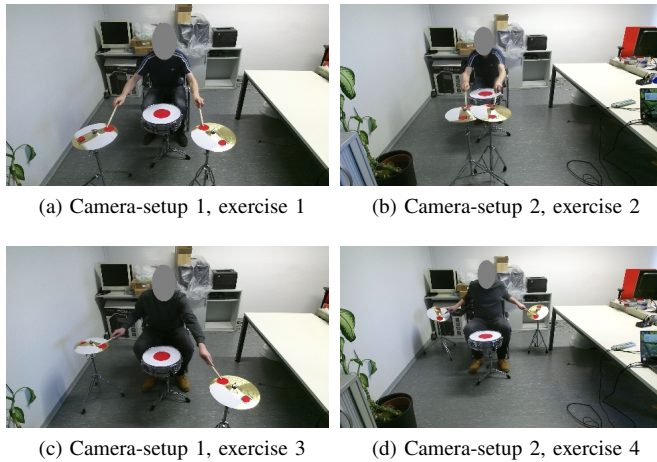 (a) Camera-setup 1, exercise 1
(b) Camera-setup 2, exercise 2
(c) Camera-setup 1, exercise 3
(d) Camera-setup 2, exercise 4